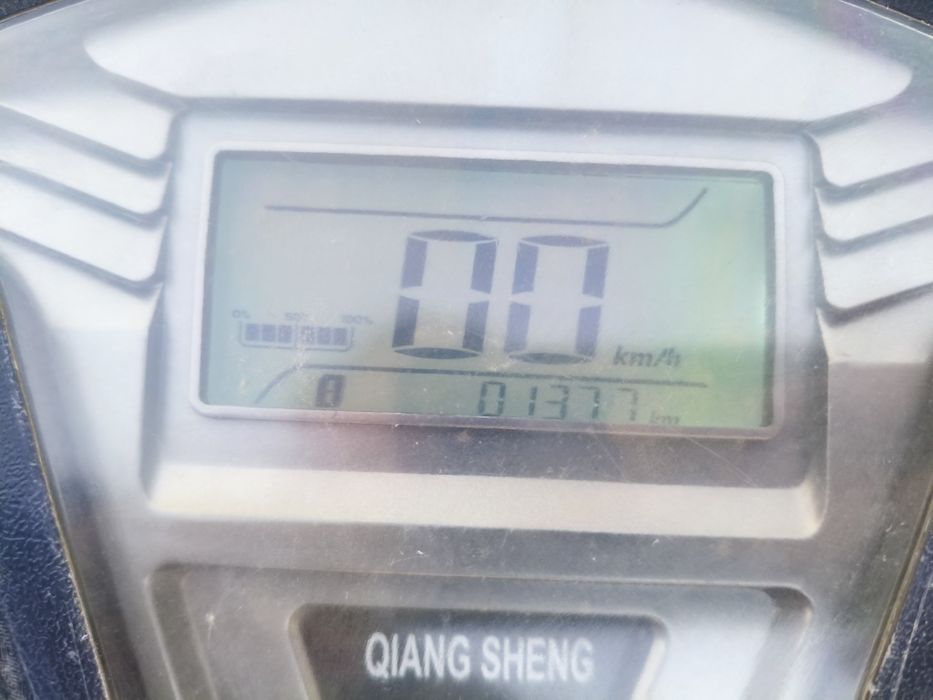 00 km/h
0% 50% 100%
8 01377 km
QIANG SHENG